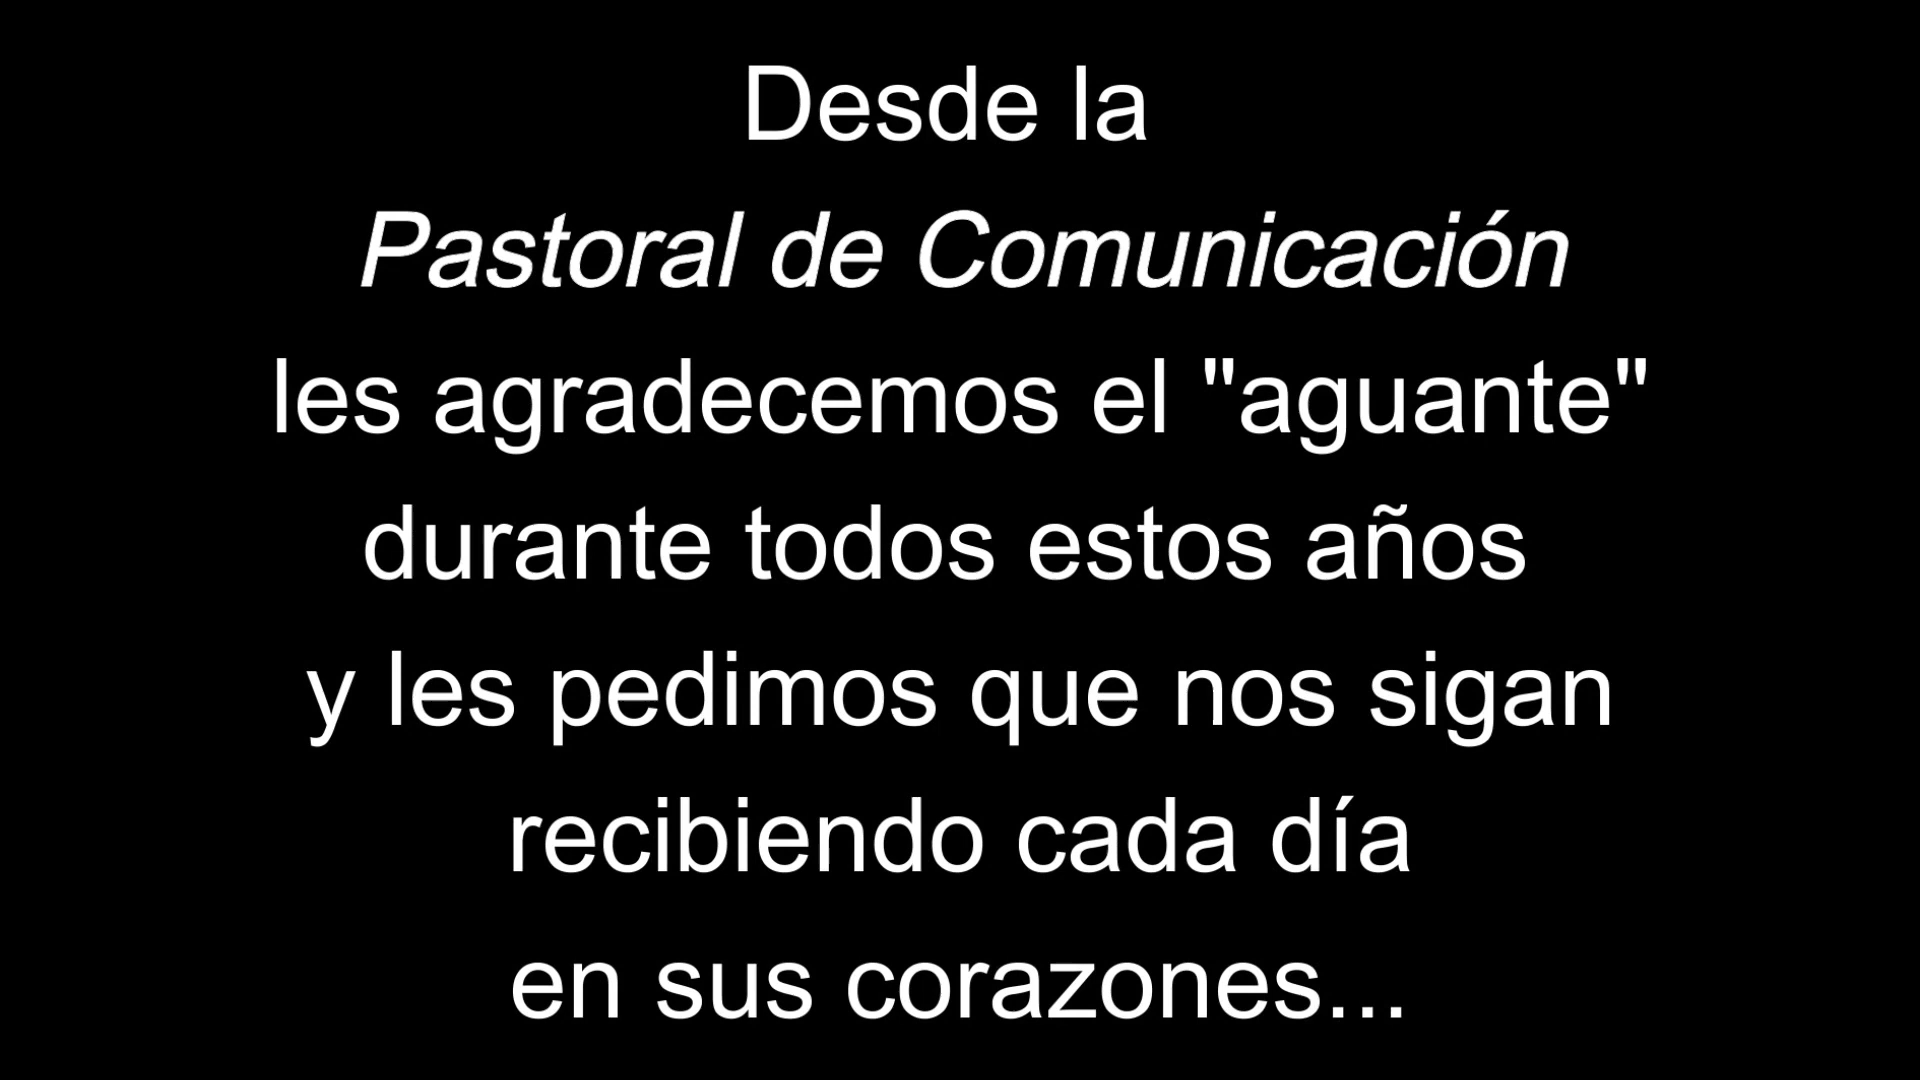 Desde la
Pastoral de Comunicación
les agradecemos el "aguante"
durante todos estos años
y les pedimos que nos sigan
recibiendo cada día
en sus corazones...